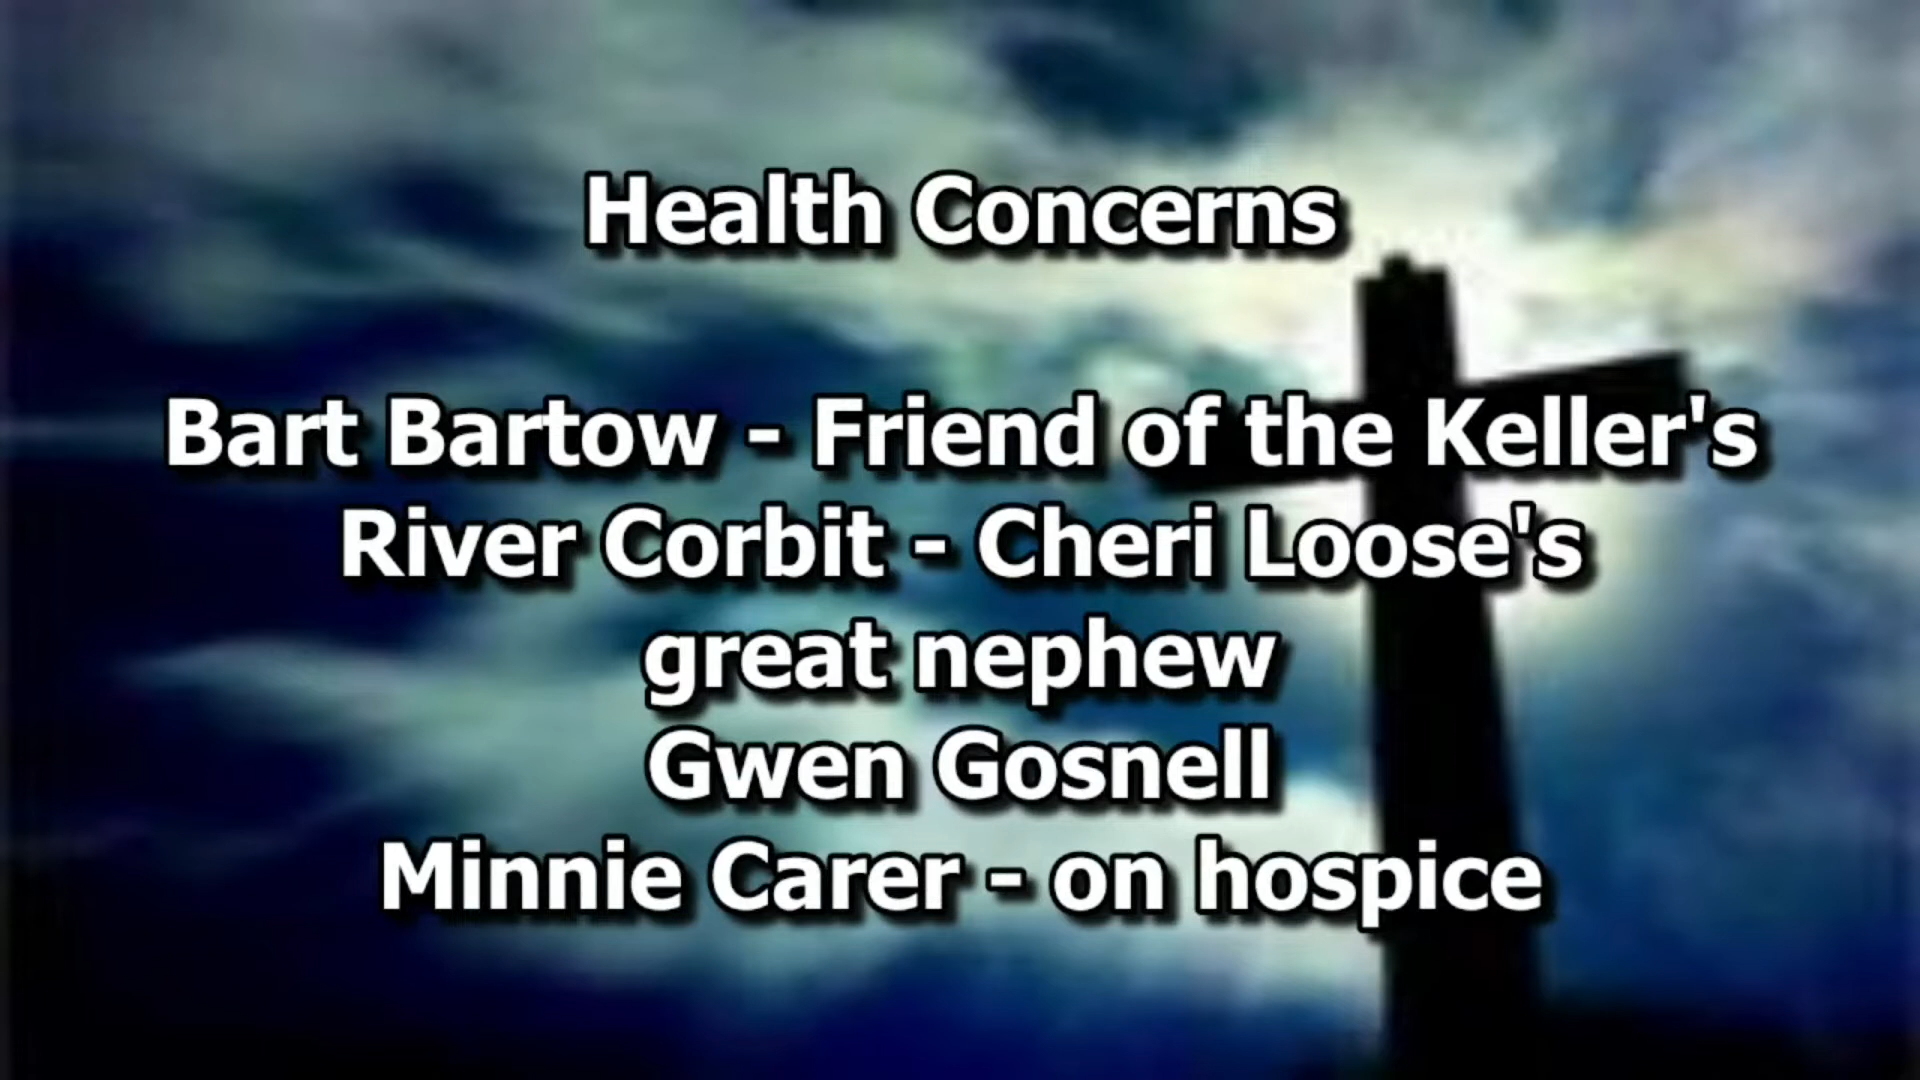 Health Concerns
Bart Bartow - Friend of the Keller's
River Corbit - Cheri Loose's
great nephew
Gwen Gosnell
Minnie Carer - on hospice